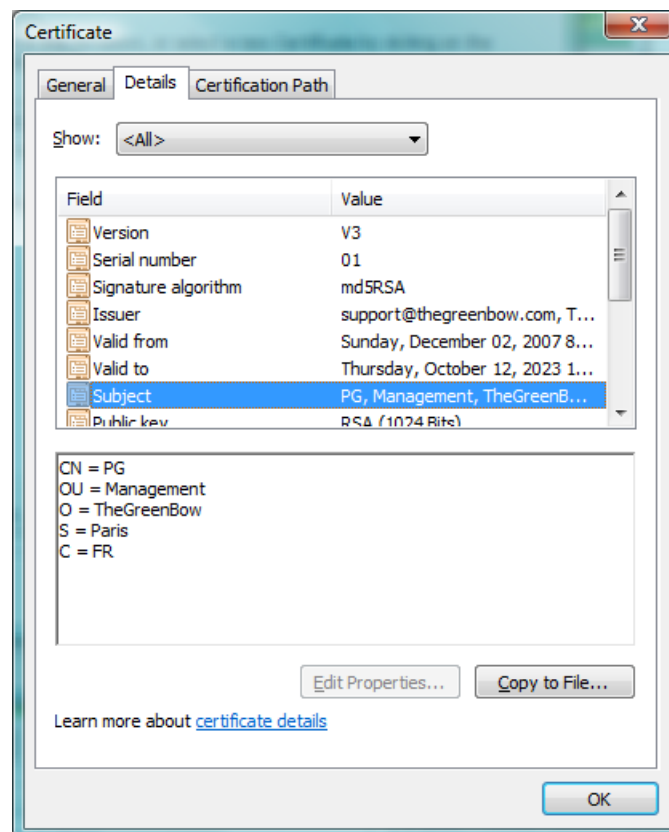 Certificate
General Details Certification Path
Show: <All>
Field Value
Version V3
Serial number 01
Signature algorithm md5RSA
Issuer support@thegreenbow.com, T...
Valid from Sunday, December 02, 2007 8...
Valid to Thursday, October 12, 2023 1...
Subject PG, Management, TheGreenB...
Public key RSA (1024 Bits)
CN = PG
OU = Management
O = TheGreenBow
S = Paris
C = FR
Edit Properties... Copy to File...
Learn more about certificate details
OK